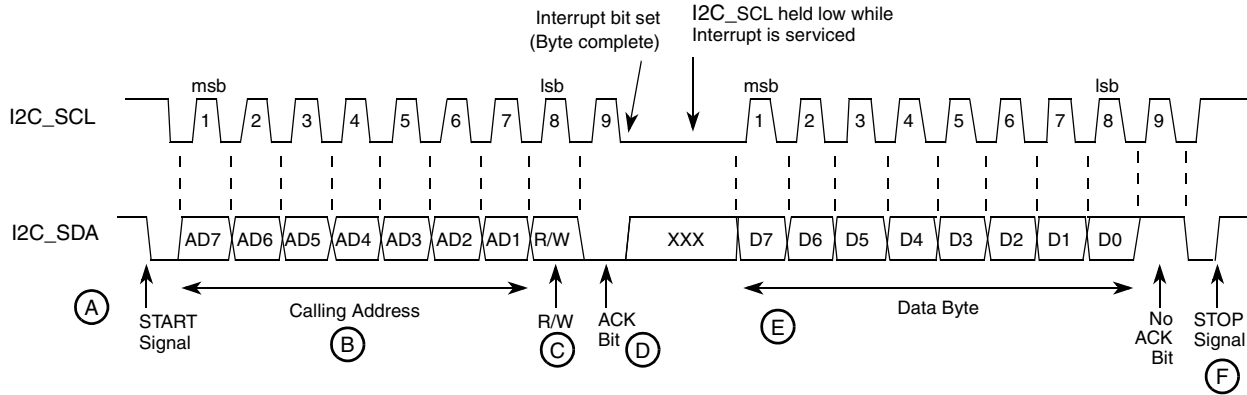 Interrupt bit set
(Byte complete)
I2C_SCL held low while
Interrupt is serviced
msb
lsb
msb
lsb
I2C_SCL
1 2 3 4 5 6 7 8 9 1 2 3 4 5 6 7 8 9
I2C_SDA
AD7 AD6 AD5 AD4 AD3 AD2 AD1 R/W XXX D7 D6 D5 D4 D3 D2 D1 D0
A
START
Signal
Calling Address
B
R/W
C
ACK
Bit
D
E
Data Byte
No
ACK
Bit
STOP
Signal
F